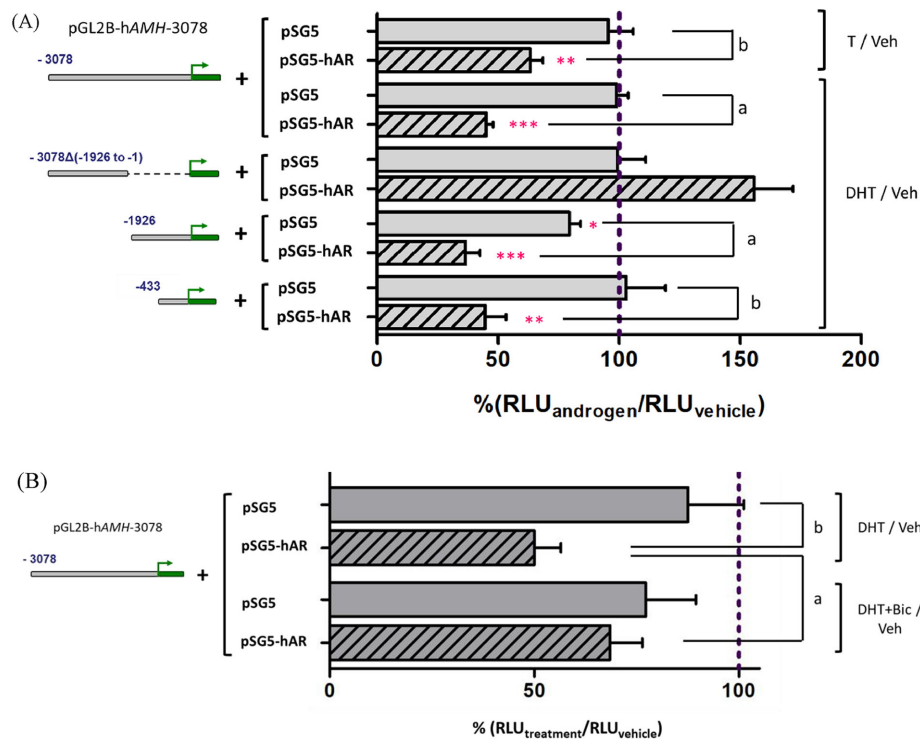 (A)
pGL2B-hAMH-3078
- 3078
+
pSG5
pSG5-hAR
**
b
T / Veh
pSG5
pSG5-hAR
***
a
- 3078Δ(-1926 to -1)
+
pSG5
pSG5-hAR
DHT / Veh
-1926
+
pSG5
*
pSG5-hAR
***
a
-433
+
pSG5
pSG5-hAR
**
b
0 50 100 150 200
%(RLUandrogen/RLUvehicle)
(B)
pGL2B-hAMH-3078
- 3078
+
pSG5
pSG5-hAR
b
DHT / Veh
pSG5
pSG5-hAR
a
DHT+Bic /
Veh
0 50 100
% (RLUtreatment/RLUvehicle)